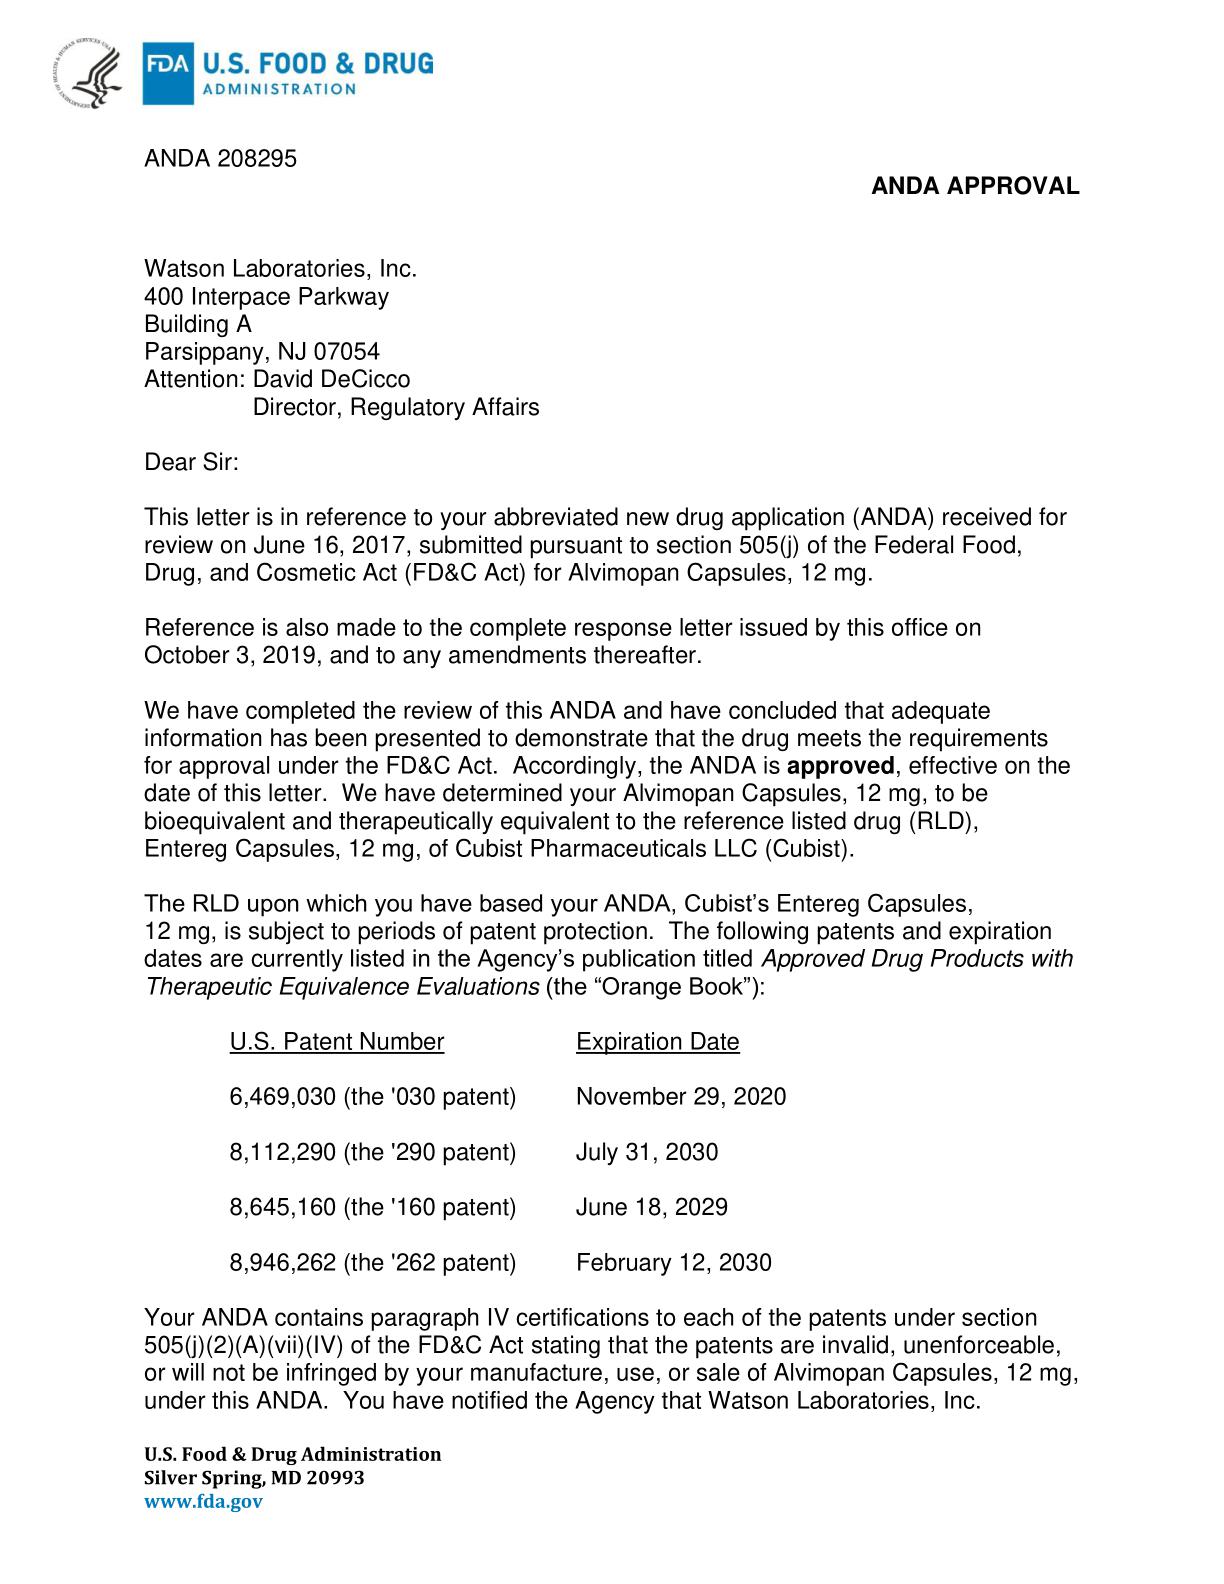 DEPARTMENT OF HEALTH & HUMAN SERVICES USA
FDA U.S. FOOD & DRUG
ADMINISTRATION
ANDA 208295
ANDA APPROVAL
Watson Laboratories, Inc.
400 Interpace Parkway
Building A
Parsippany, NJ 07054
Attention: David DeCicco
Director, Regulatory Affairs
Dear Sir:
This letter is in reference to your abbreviated new drug application (ANDA) received for
review on June 16, 2017, submitted pursuant to section 505(j) of the Federal Food,
Drug, and Cosmetic Act (FD&C Act) for Alvimopan Capsules, 12 mg.
Reference is also made to the complete response letter issued by this office on
October 3, 2019, and to any amendments thereafter.
We have completed the review of this ANDA and have concluded that adequate
information has been presented to demonstrate that the drug meets the requirements
for approval under the FD&C Act.  Accordingly, the ANDA is approved, effective on the
date of this letter.  We have determined your Alvimopan Capsules, 12 mg, to be
bioequivalent and therapeutically equivalent to the reference listed drug (RLD),
Entereg Capsules, 12 mg, of Cubist Pharmaceuticals LLC (Cubist).
The RLD upon which you have based your ANDA, Cubist’s Entereg Capsules,
12 mg, is subject to periods of patent protection.  The following patents and expiration
dates are currently listed in the Agency’s publication titled Approved Drug Products with
Therapeutic Equivalence Evaluations (the “Orange Book”):
U.S. Patent Number Expiration Date
6,469,030 (the '030 patent) November 29, 2020
8,112,290 (the '290 patent) July 31, 2030
8,645,160 (the '160 patent) June 18, 2029
8,946,262 (the '262 patent) February 12, 2030
Your ANDA contains paragraph IV certifications to each of the patents under section
505(j)(2)(A)(vii)(IV) of the FD&C Act stating that the patents are invalid, unenforceable,
or will not be infringed by your manufacture, use, or sale of Alvimopan Capsules, 12 mg,
under this ANDA.  You have notified the Agency that Watson Laboratories, Inc.
U.S. Food & Drug Administration
Silver Spring, MD 20993
www.fda.gov